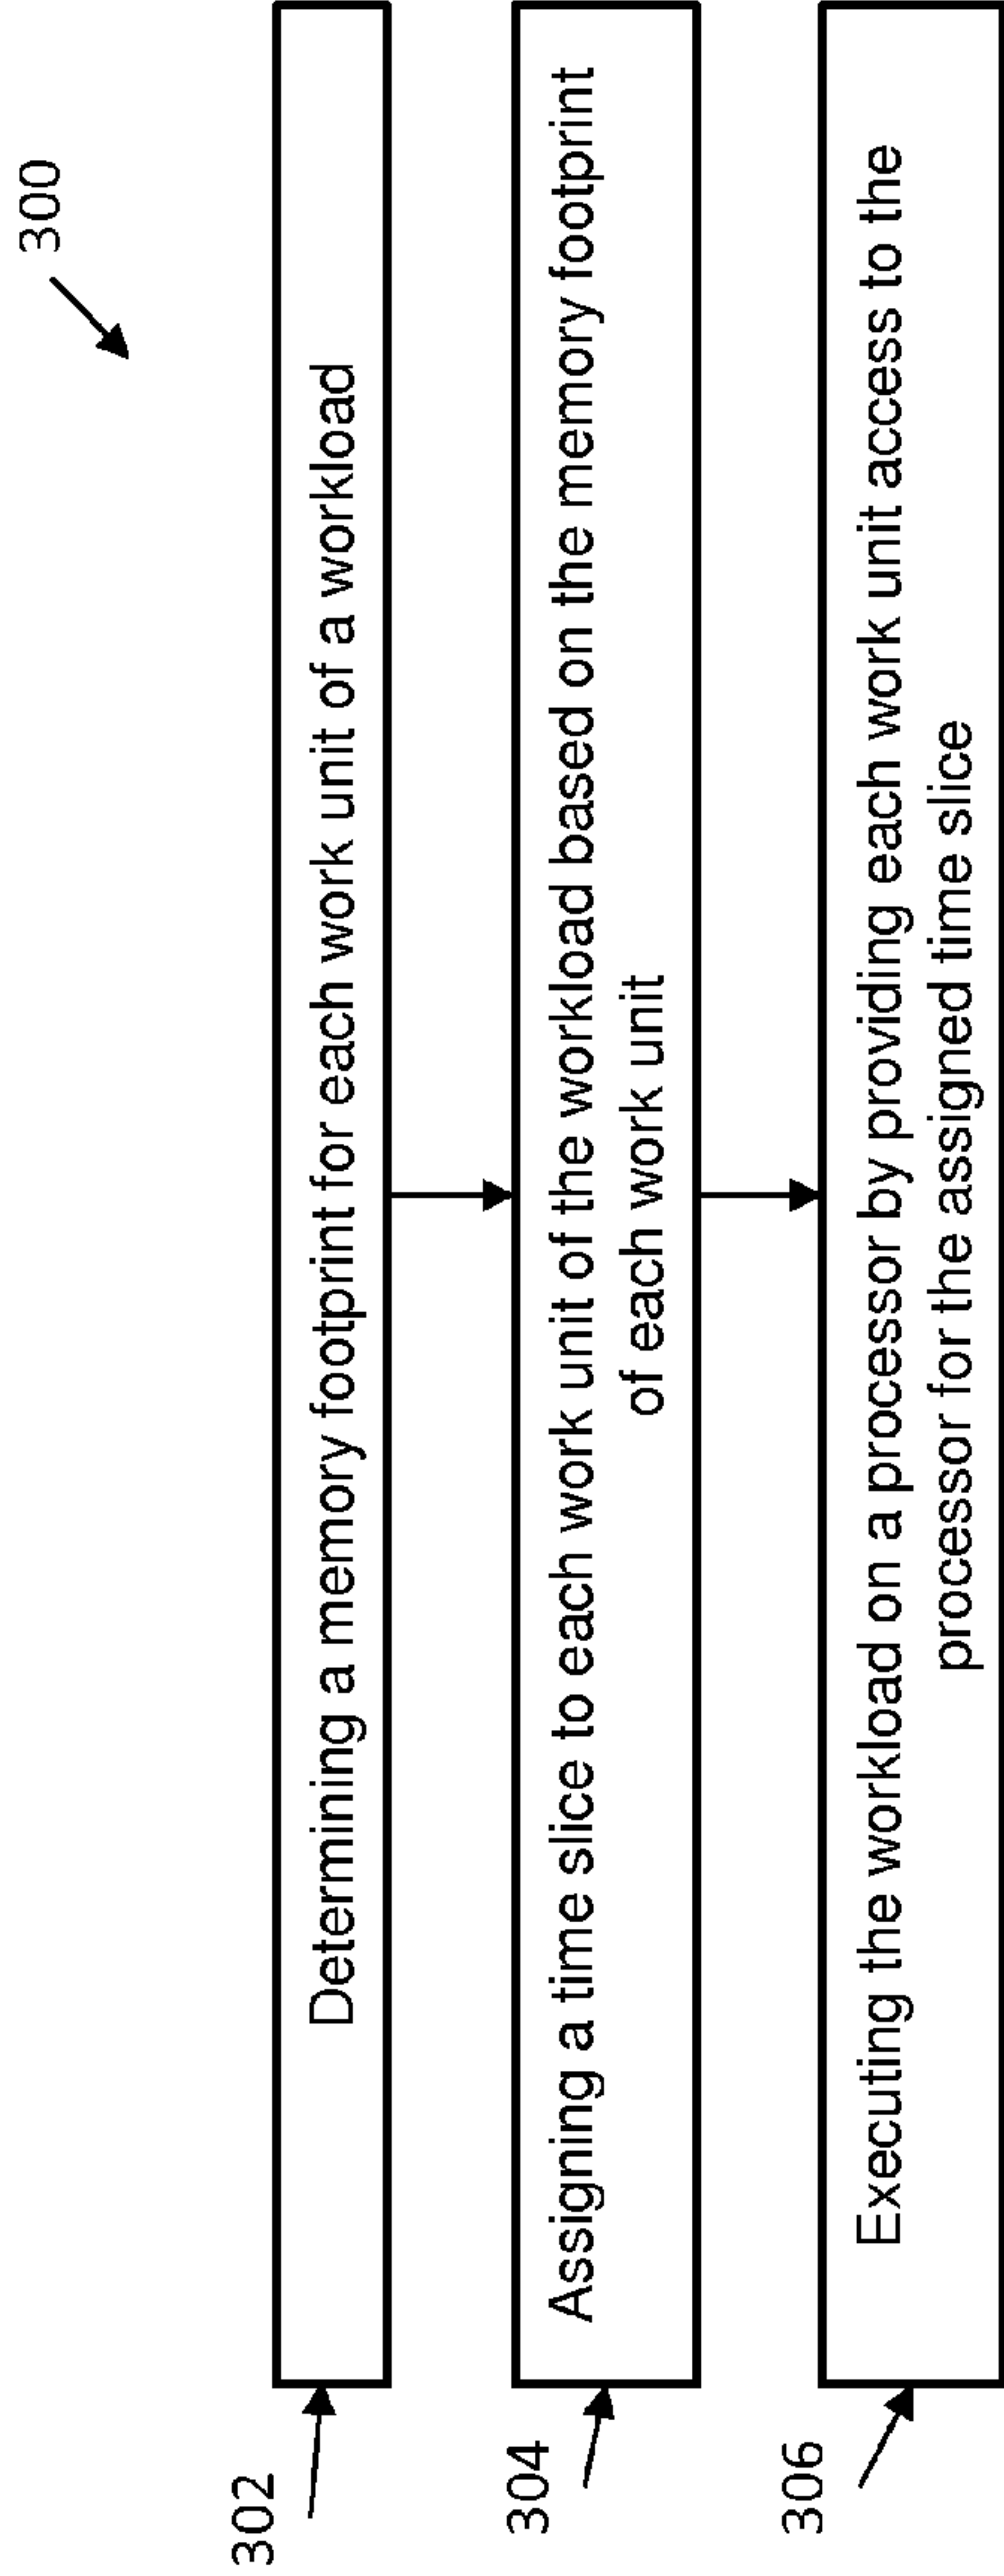 300
302
Determining a memory footprint for each work unit of a workload
304
Assigning a time slice to each work unit of the workload based on the memory footprint
of each work unit
306
Executing the workload on a processor by providing each work unit access to the
processor for the assigned time slice